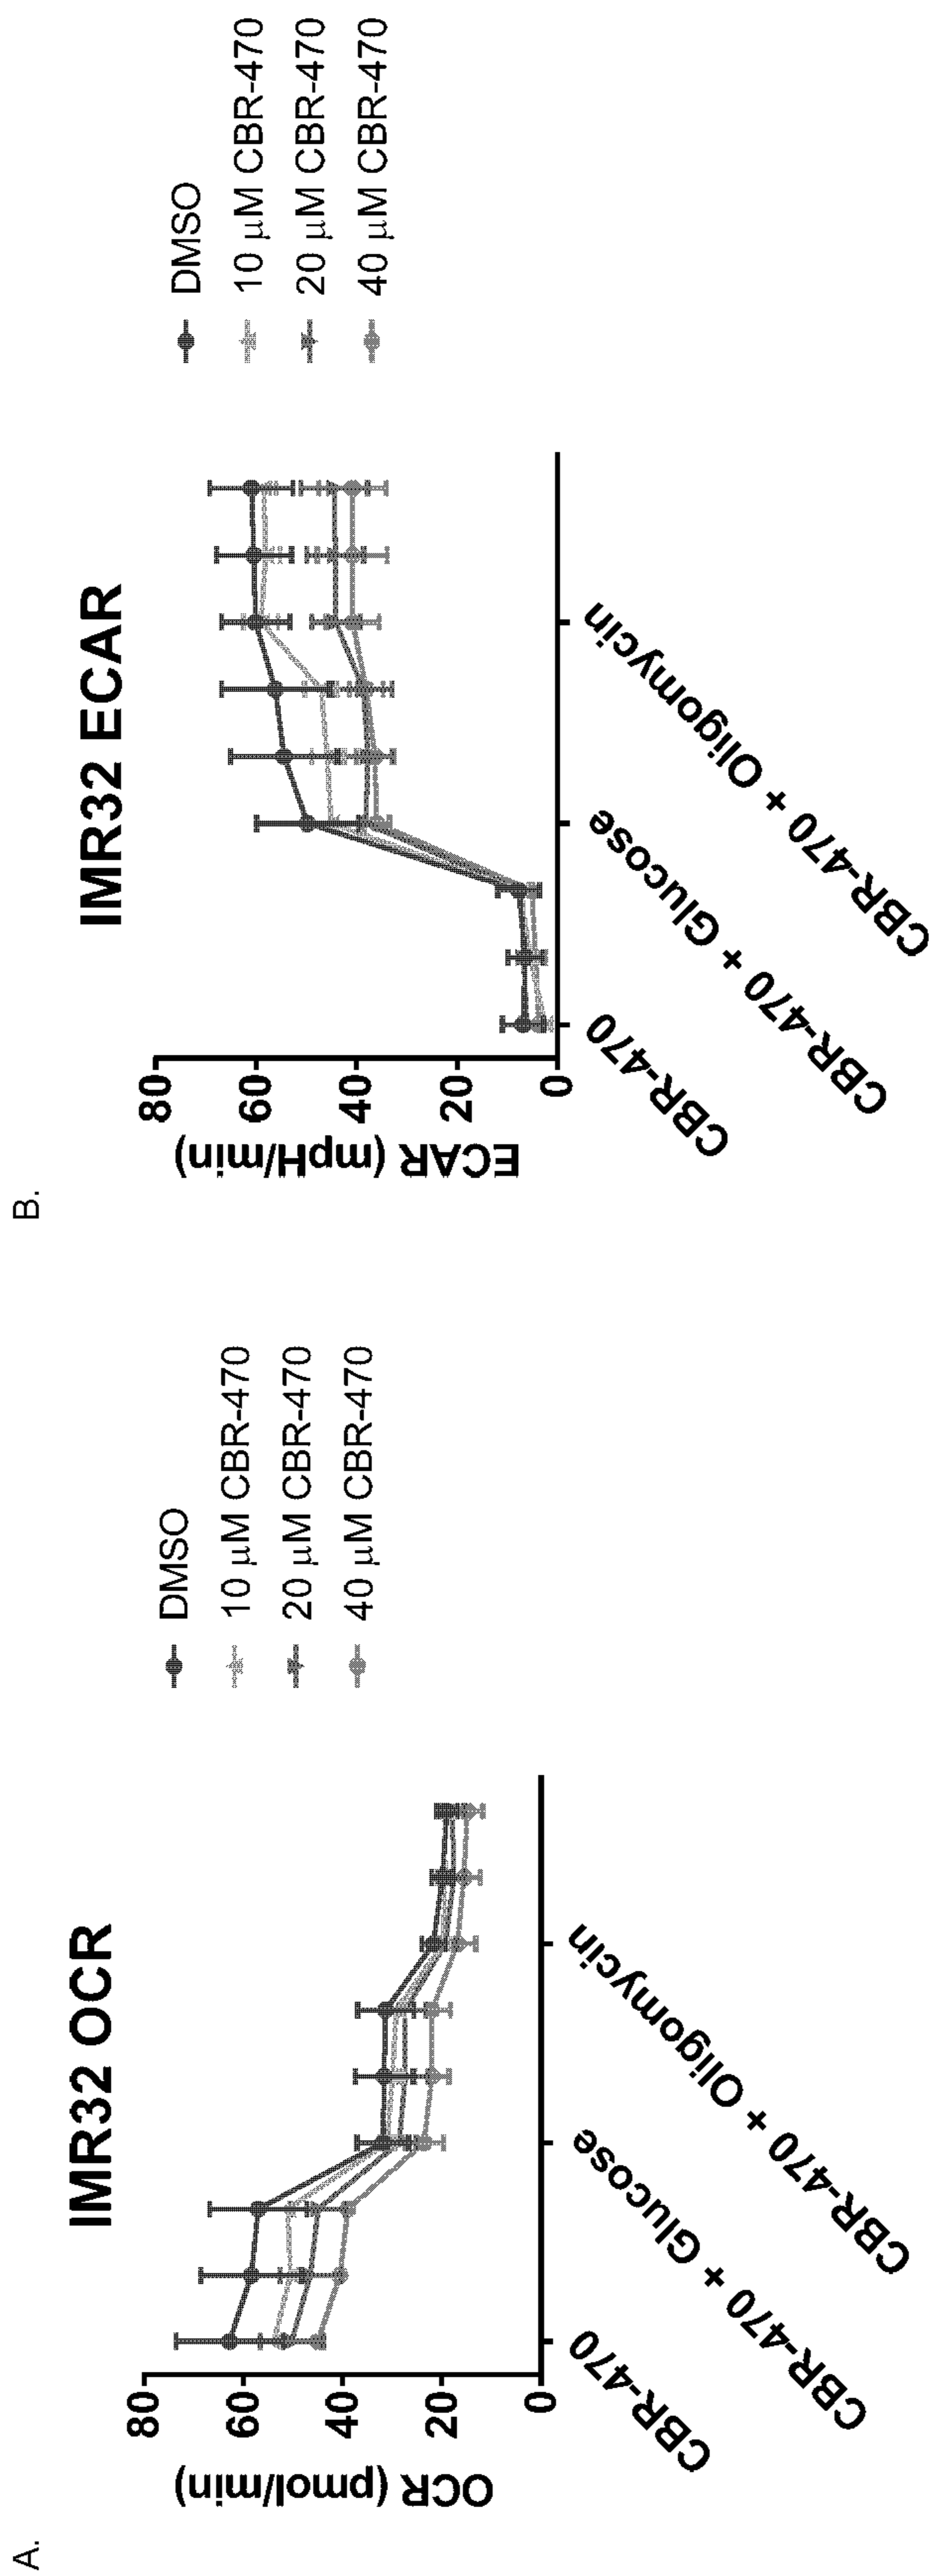 A.
IMR32 OCR
OCR (pmol/min)
80
60
40
20
0
CBR-470
CBR-470 + Glucose
CBR-470 + Oligomycin
DMSO
10 μM CBR-470
20 μM CBR-470
40 μM CBR-470
B.
IMR32 ECAR
ECAR (mpH/min)
80
60
40
20
0
CBR-470
CBR-470 + Glucose
CBR-470 + Oligomycin
DMSO
10 μM CBR-470
20 μM CBR-470
40 μM CBR-470